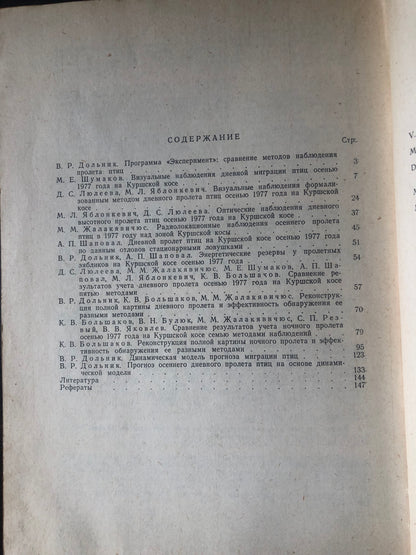 СОДЕРЖАНИЕ
Стр.
В. Р. Дольник. Программа «Эксперимент»: сравнение методов наблюдения
пролета птиц . . . 3
М. Е. Шумаков. Визуальные наблюдения дневной миграции птиц осенью
1977 года на Куршской косе . . . 7
Д. С. Люлеева, М. Л. Яблонкевич. Визуальные наблюдения формали-
зованным методом дневного пролета птиц осенью 1977 года на Куршской
косе . . . 24
М. Л. Яблонкевич, Д. С. Люлеева. Оптические наблюдения дневного
высотного пролета птиц осенью 1977 года на Куршской косе . . . 37
М. М. Жалакявичюс. Радиолокационные наблюдения осеннего пролета
птиц в 1977 году над зоной Куршской косы . . . 45
А. П. Шаповал. Дневной пролет птиц на Куршской косе осенью 1977 года
по данным отловов стационарными ловушками . . . 51
В. Р. Дольник, А. П. Шаповал. Энергетические резервы у пролетных
зябликов на Куршской косе осенью 1977 года . . . 54
Д. С. Люлеева, М. М. Жалакявичюс, М. Е. Шумаков, А. П. Ша-
повал, М. Л. Яблонкевич, К. В. Большаков. Сравнение ре-
зультатов учета дневного пролета осенью 1977 года на Куршской косе
пятью методами . . . 57
В. Р. Дольник, К. В. Большаков, М. М. Жалакявичюс. Реконструк-
ция полной картины дневного пролета и эффективность обнаружения ее
разными методами . . . 70
К. В. Большаков, В. Н. Булюк, М. М. Жалакявичюс, С. П. Рез-
вый, В. В. Яковлев. Сравнение результатов учета ночного пролета
осенью 1977 года на Куршской косе семью методами наблюдений . . . 79
К. В. Большаков. Реконструкция полной картины ночного пролета и эффек-
тивность обнаружения ее разными методами . . . 95
В. Р. Дольник. Динамическая модель прогноза миграции птиц . . . 123
В. Р. Дольник. Прогноз осеннего дневного пролета птиц на основе динами-
ческой модели . . . 133
Литература . . . 144
Рефераты . . . 147